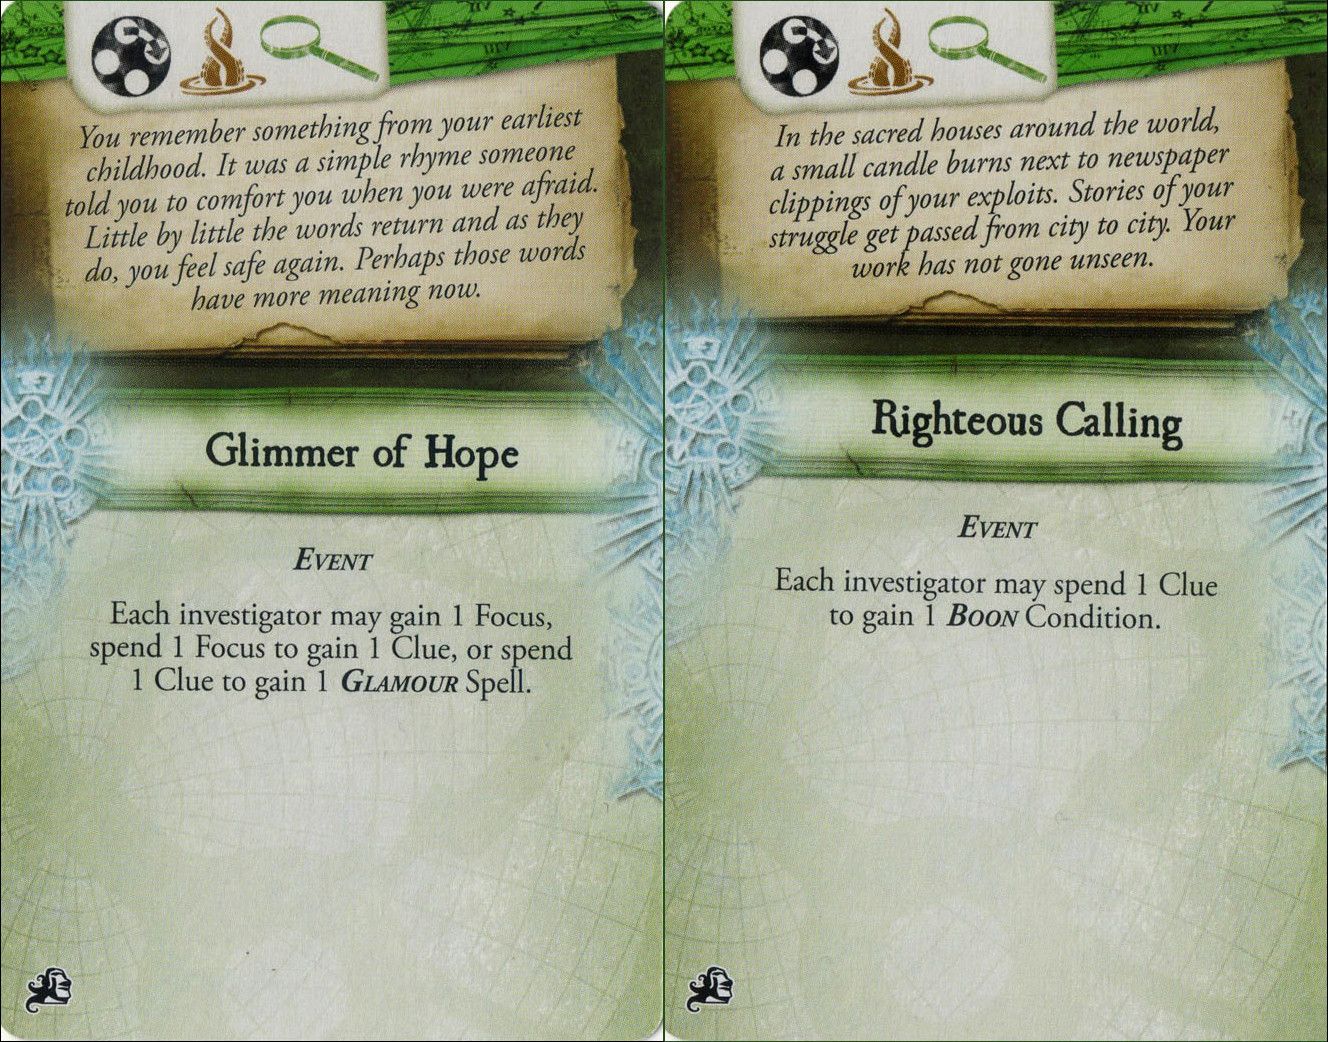 You remember something from your earliest
childhood. It was a simple rhyme someone
told you to comfort you when you were afraid.
Little by little the words return and as they
do, you feel safe again. Perhaps those words
have more meaning now.
Glimmer of Hope
Event
Each investigator may gain 1 Focus,
spend 1 Focus to gain 1 Clue, or spend
1 Clue to gain 1 Glamour Spell.
In the sacred houses around the world,
a small candle burns next to newspaper
clippings of your exploits. Stories of your
struggle get passed from city to city. Your
work has not gone unseen.
Righteous Calling
Event
Each investigator may spend 1 Clue
to gain 1 Boon Condition.